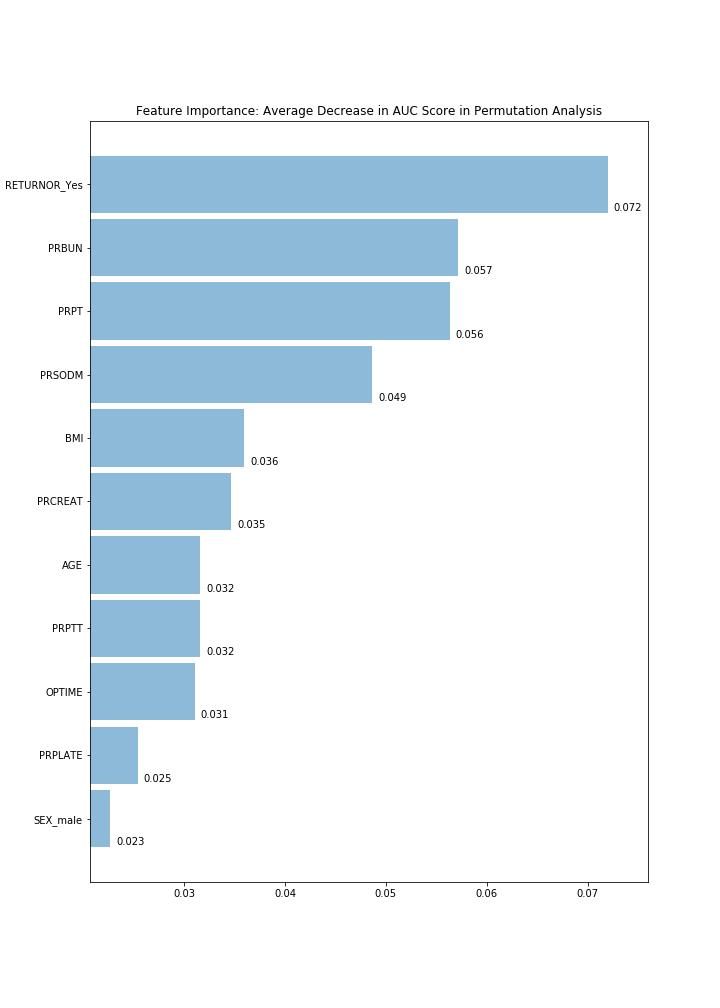 Feature Importance: Average Decrease in AUC Score in Permutation Analysis
RETURNOR_Yes
0.072
PRBUN
0.057
PRPT
0.056
PRSODM
0.049
BMI
0.036
PRCREAT
0.035
AGE
0.032
PRPTT
0.032
OPTIME
0.031
PRPLATE
0.025
SEX_male
0.023
0.03 0.04 0.05 0.06 0.07